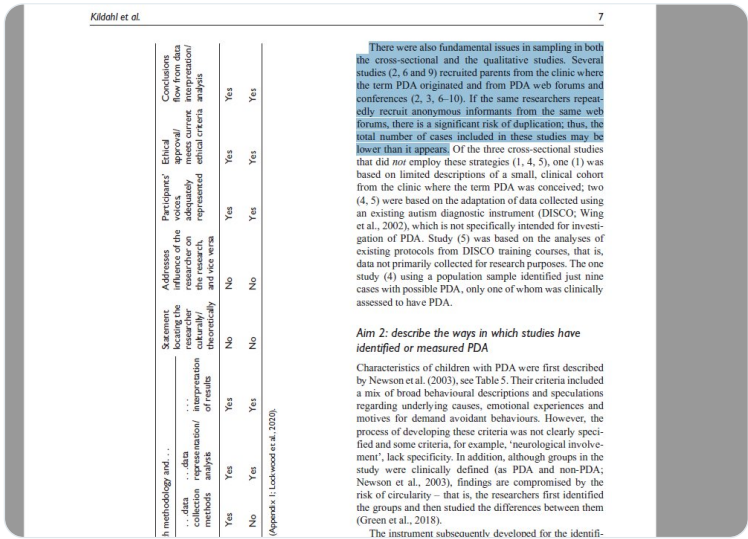 Kildahl et al.
7
There were also fundamental issues in sampling in both
the cross-sectional and the qualitative studies. Several
studies (2, 6 and 9) recruited parents from the clinic where
the term PDA originated and from PDA web forums and
conferences (2, 3, 6–10). If the same researchers repeat-
edly recruit anonymous informants from the same web
forums, there is a significant risk of duplication; thus, the
total number of cases included in these studies may be
lower than it appears. Of the three cross-sectional studies
that did not employ these strategies (1, 4, 5), one (1) was
based on limited descriptions of a small, clinical cohort
from the clinic where the term PDA was conceived; two
(4, 5) were based on the adaptation of data collected using
an existing autism diagnostic instrument (DISCO; Wing
et al., 2002), which is not specifically intended for investi-
gation of PDA. Study (5) was based on the analyses of
existing protocols from DISCO training courses, that is,
data not primarily collected for research purposes. The one
study (4) using a population sample identified just nine
cases with possible PDA, only one of whom was clinically
assessed to have PDA.
Aim 2: describe the ways in which studies have
identified or measured PDA
Characteristics of children with PDA were first described
by Newson et al. (2003), see Table 5. Their criteria included
a mix of broad behavioural descriptions and speculations
regarding underlying causes, emotional experiences and
motives for demand avoidant behaviours. However, the
process of developing these criteria was not clearly speci-
fied and some criteria, for example, ‘neurological involve-
ment’, lack specificity. In addition, although groups in the
study were clinically defined (as PDA and non-PDA;
Newson et al., 2003), findings are compromised by the
risk of circularity – that is, the researchers first identified
the groups and then studied the differences between them
(Green et al., 2018).
The instrument subsequently developed for the identifi-
h methodology and. . .
. . .data
collection
methods
. . .data
representation/
analysis
. . .
interpretation
of results
Statement
locating the
researcher
culturally/
theoretically
Addresses
influence of the
researcher on
the research,
and vice versa
Participants’
voices,
adequately
represented
Ethical
approval/
meets current
ethical criteria
Conclusions
flow from data
interpretation/
analysis
Yes Yes Yes No No Yes Yes Yes
No Yes Yes No No Yes Yes Yes
(Appendix 1; Lockwood et al., 2020).